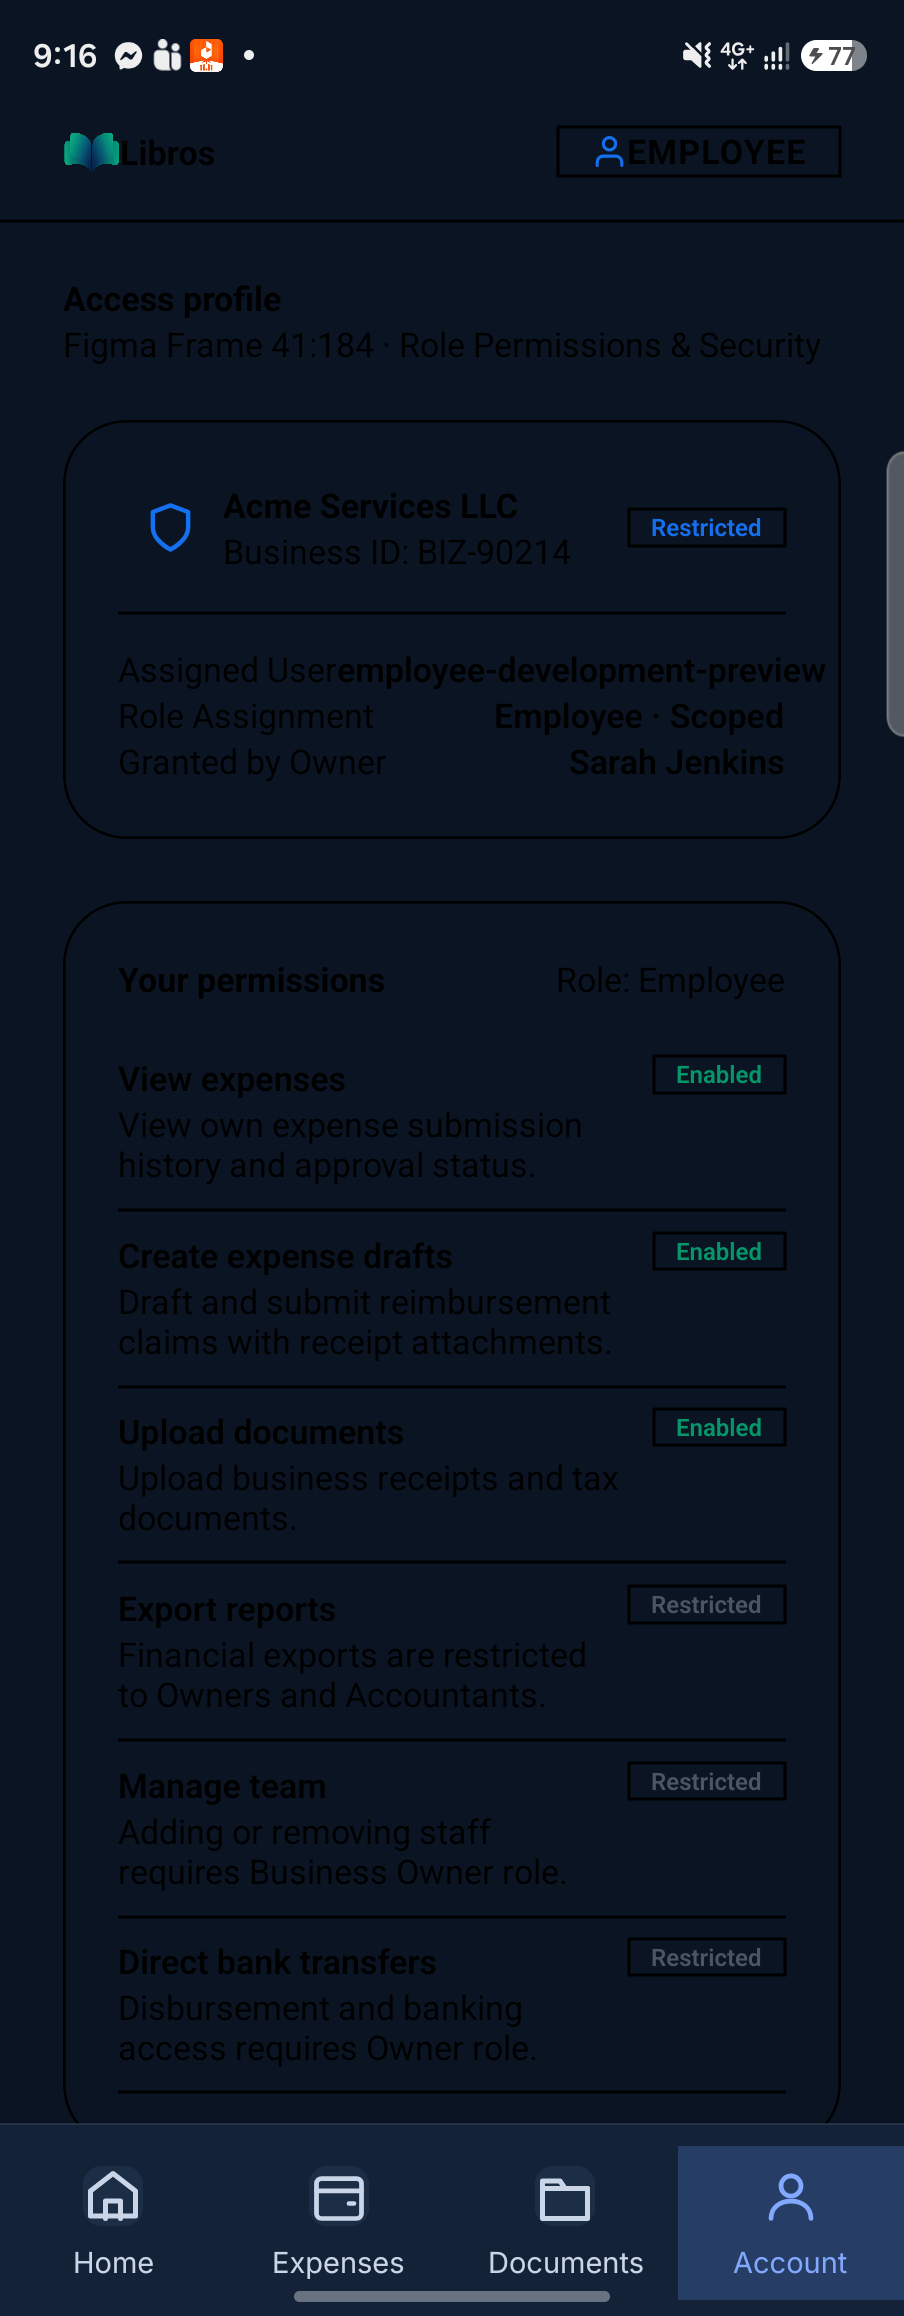 9:16
4G+
77
Libros
EMPLOYEE
Access profile
Figma Frame 41:184 · Role Permissions & Security
Acme Services LLC
Business ID: BIZ-90214
Restricted
Assigned User employee-development-preview
Role Assignment Employee · Scoped
Granted by Owner Sarah Jenkins
Your permissions Role: Employee
View expenses Enabled
View own expense submission
history and approval status.
Create expense drafts Enabled
Draft and submit reimbursement
claims with receipt attachments.
Upload documents Enabled
Upload business receipts and tax
documents.
Export reports Restricted
Financial exports are restricted
to Owners and Accountants.
Manage team Restricted
Adding or removing staff
requires Business Owner role.
Direct bank transfers Restricted
Disbursement and banking
access requires Owner role.
Home Expenses Documents Account